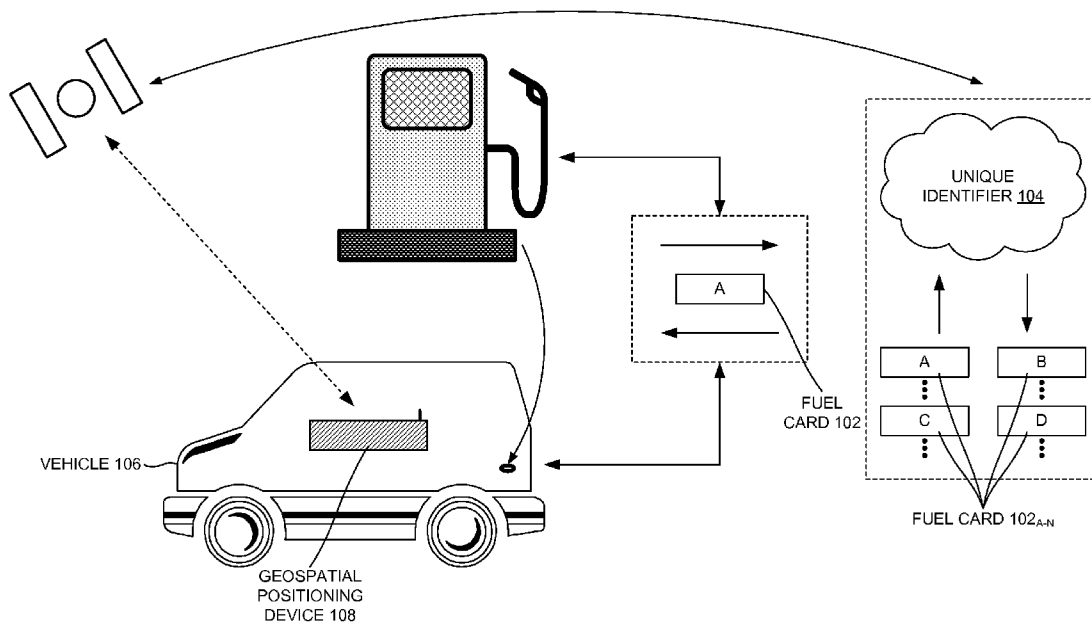 UNIQUE
IDENTIFIER 104
A
A
B
C
D
FUEL
CARD 102
VEHICLE 106
FUEL CARD 102A-N
GEOSPATIAL
POSITIONING
DEVICE 108